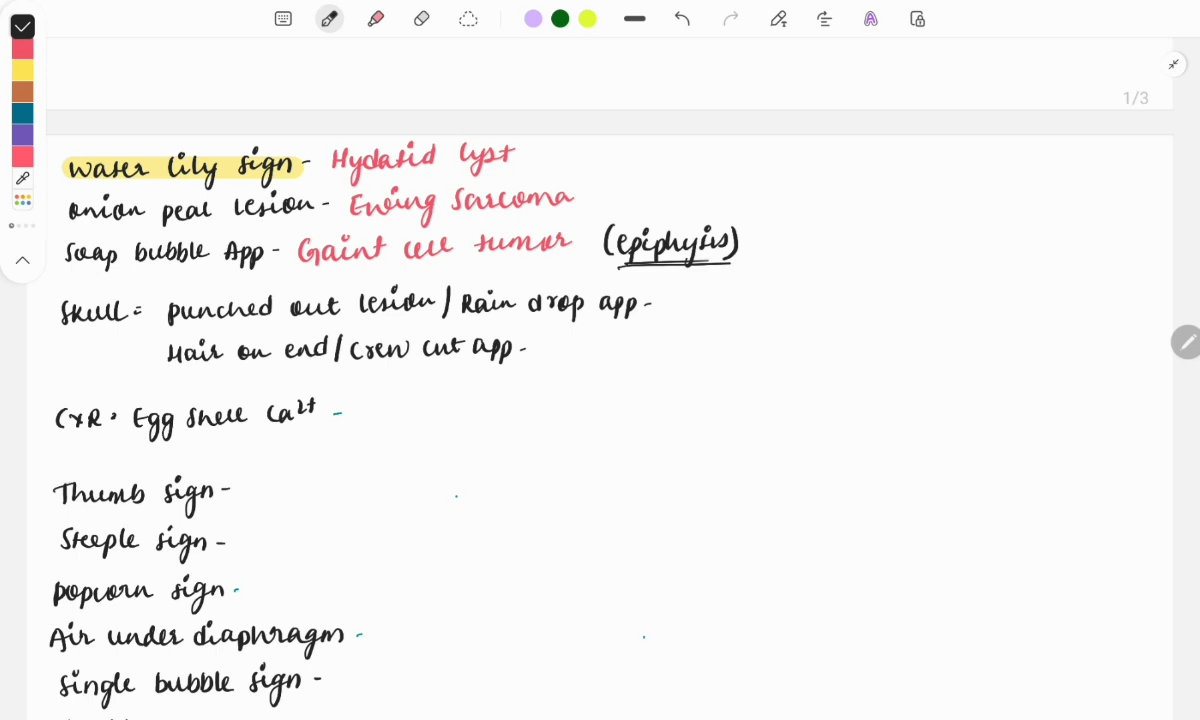 1/3
water lily sign - Hydatid Cyst
onion peal lesion - Ewing Sarcoma
Soap bubble App - Gaint cell tumor (epiphysis)
Skull = punched out lesion / Rain drop app -
Hair on end / Crew cut app -
CXR • Egg shell Ca²⁺ -
Thumb sign -
Steeple sign -
popcorn sign -
Air under diaphragm -
Single bubble sign -